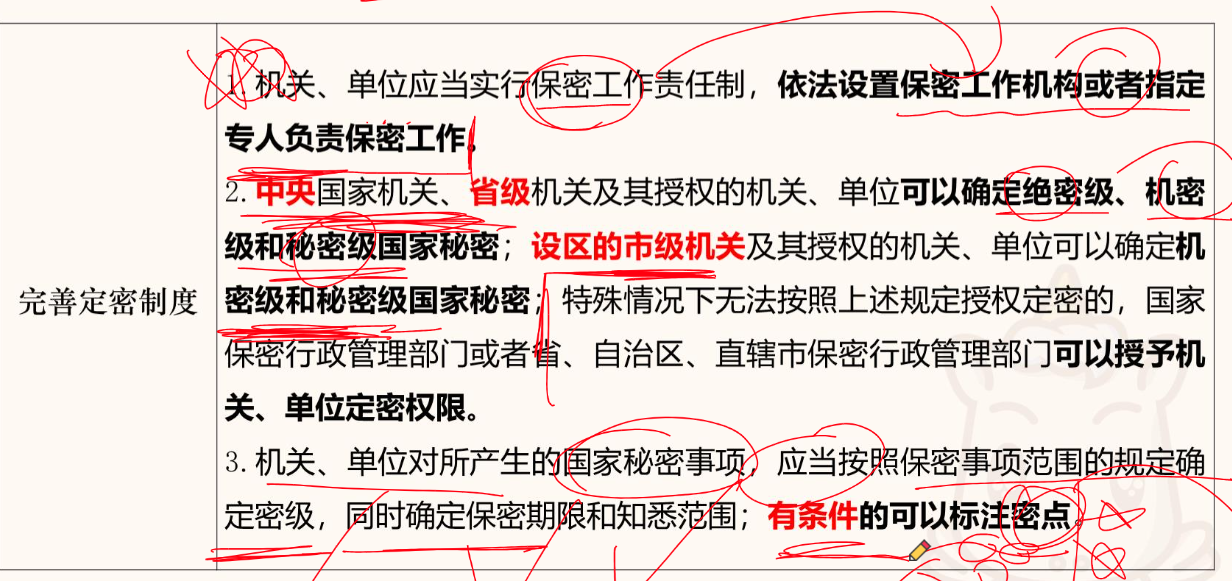 1. 机关、单位应当实行保密工作责任制，依法设置保密工作机构或者指定
专人负责保密工作。
2. 中央国家机关、省级机关及其授权的机关、单位可以确定绝密级、机密
级和秘密级国家秘密；设区的市级机关及其授权的机关、单位可以确定机
完善定密制度
密级和秘密级国家秘密；特殊情况下无法按照上述规定授权定密的，国家
保密行政管理部门或者省、自治区、直辖市保密行政管理部门可以授予机
关、单位定密权限。
3. 机关、单位对所产生的国家秘密事项，应当按照保密事项范围的规定确
定密级，同时确定保密期限和知悉范围；有条件的可以标注密点。